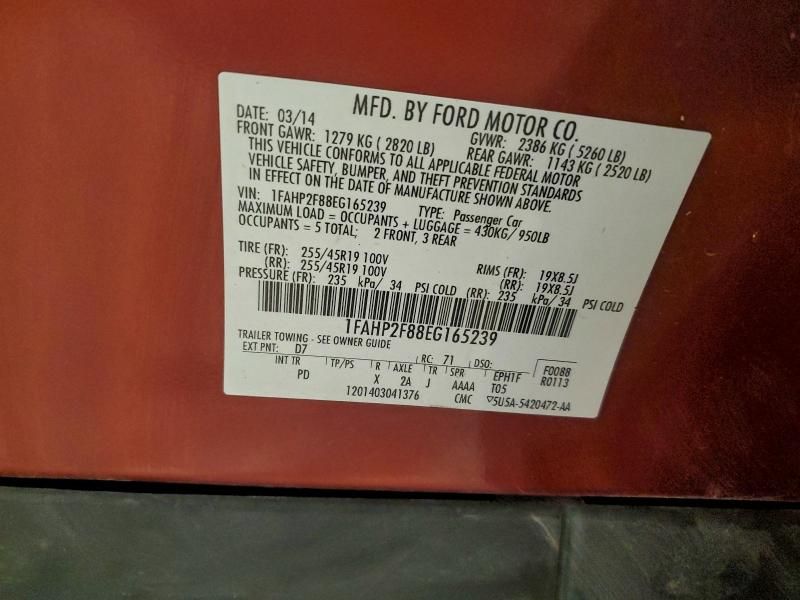 MFD. BY FORD MOTOR CO.
DATE: 03/14 GVWR: 2386 KG ( 5260 LB)
FRONT GAWR: 1279 KG ( 2820 LB) REAR GAWR: 1143 KG ( 2520 LB)
THIS VEHICLE CONFORMS TO ALL APPLICABLE FEDERAL MOTOR
VEHICLE SAFETY, BUMPER, AND THEFT PREVENTION STANDARDS
IN EFFECT ON THE DATE OF MANUFACTURE SHOWN ABOVE.
VIN: 1FAHP2F88EG165239 TYPE: Passenger Car
MAXIMUM LOAD = OCCUPANTS + LUGGAGE = 430KG/ 950LB
OCCUPANTS = 5 TOTAL; 2 FRONT, 3 REAR
TIRE (FR): 255/45R19 100V RIMS (FR): 19X8.5J
(RR): 255/45R19 100V (RR): 19X8.5J
PRESSURE (FR): 235 kPa/ 34 PSI COLD (RR): 235 kPa/ 34 PSI COLD
1FAHP2F88EG165239
TRAILER TOWING - SEE OWNER GUIDE
EXT PNT: D7 RC: 71 DSO: F0088
INT TR TP/PS R AXLE TR SPR EPH1F R0113
PD X 2A J AAAA T05
1201403041376 CMC ▽5U5A-5420472-AA